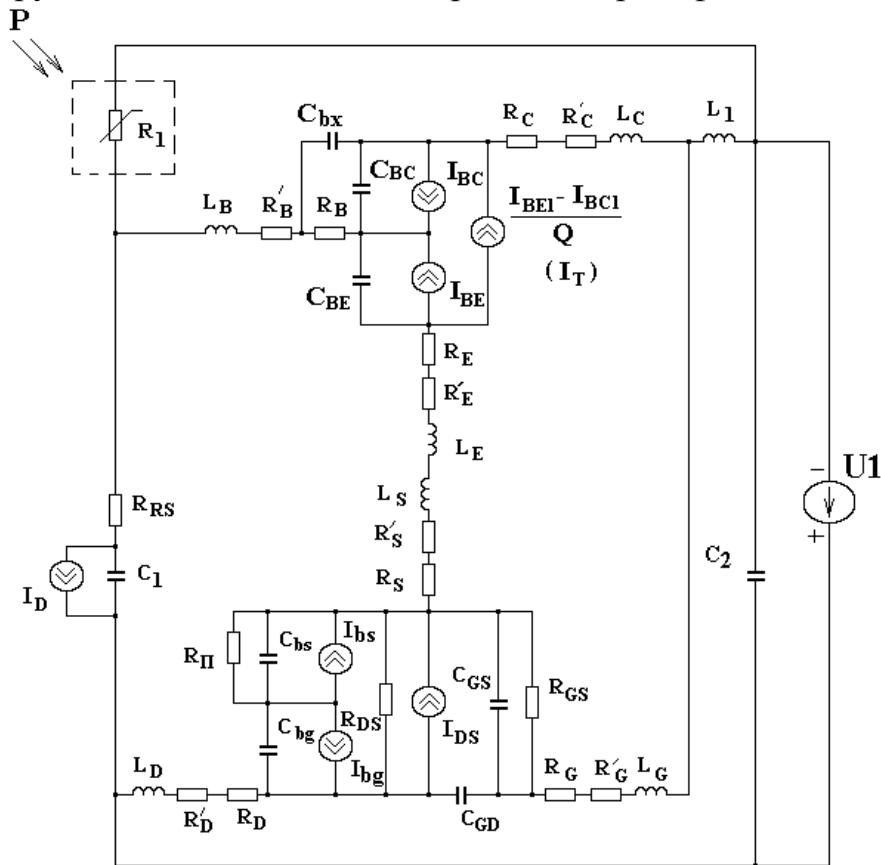 P
R1
Cbx
RC
R'C
LC
L1
CBC
IBC
IBE1 - IBC1
Q
(IT)
LB
R'B
RB
CBE
IBE
RE
R'E
LE
LS
R'S
RS
RRS
C1
ID
−
U1
+
C2
RП
Cbs
Ibs
CGS
RGS
RDS
IDS
Cbg
Ibg
LD
R'D
RD
CGD
RG
R'G
LG